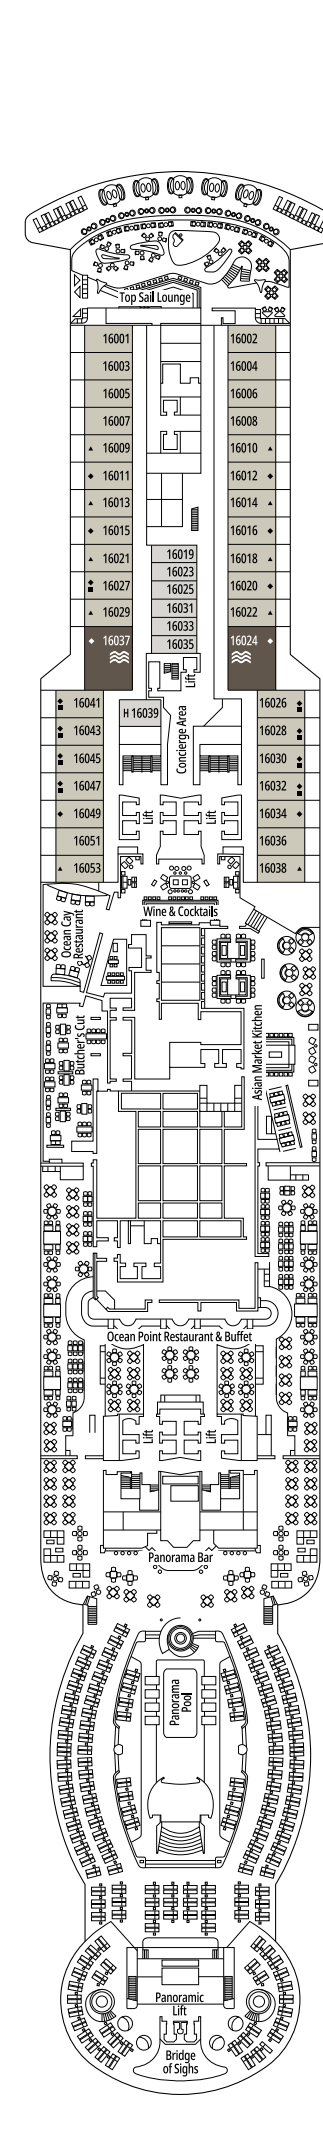 Top Sail Lounge
16001 16002
16003 16004
16005 16006
16007 16008
16009 16010
16011 16012
16013 16014
16015 16016
16021 16019 16018
16023
16027 16025 16020
16029 16031 16022
16033
16037 16035 16024
Lift
16041 16026
H 16039
16043 16028
Concierge Area
16045 16030
16047 16032
16049 16034
Lift Lift
16051 16036
16053 16038
Wine & Cocktails
Ocean Cay
Restaurant
Butcher's Cut
Asian Market Kitchen
Ocean Point Restaurant & Buffet
Lift Lift
Panorama Bar
Panorama
Pool
Panoramic
Lift
Bridge
of Sighs